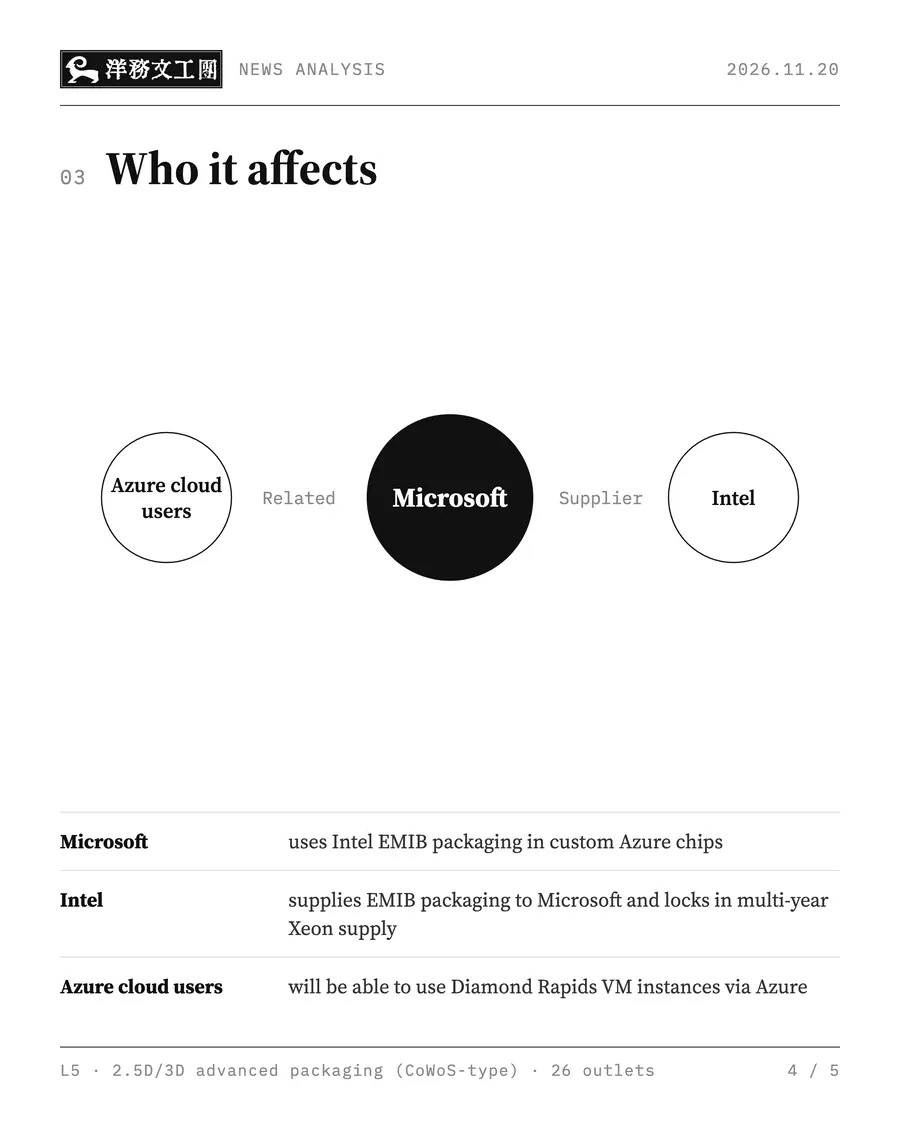 洋務文工團 NEWS ANALYSIS 2026.11.20
03 Who it affects
Azure cloud
users
Related
Microsoft
Supplier
Intel
Microsoft uses Intel EMIB packaging in custom Azure chips
Intel supplies EMIB packaging to Microsoft and locks in multi-year
Xeon supply
Azure cloud users will be able to use Diamond Rapids VM instances via Azure
L5 · 2.5D/3D advanced packaging (CoWoS-type) · 26 outlets 4 / 5